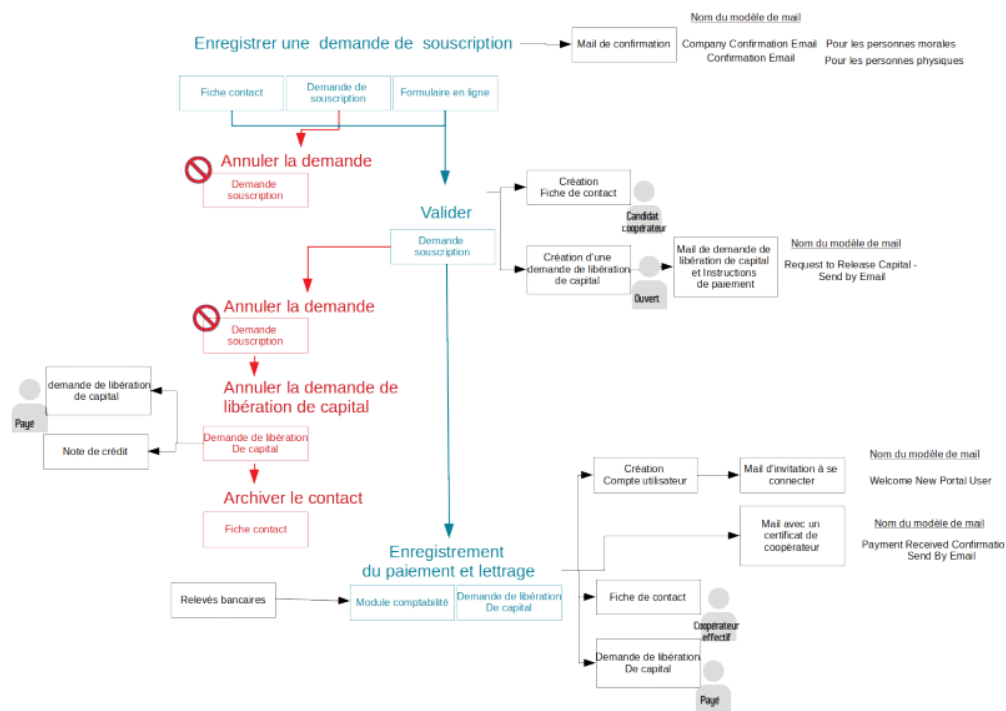 Nom du modèle de mail
Enregistrer une demande de souscription
Mail de confirmation
Company Confirmation Email
Pour les personnes morales
Confirmation Email
Pour les personnes physiques
Fiche contact
Demande de
souscription
Formulaire en ligne
Annuler la demande
Demande
souscription
Création
Fiche de contact
Candidat
coopérateur
Valider
Demande
souscription
Création d'une
demande de libération
de capital
Ouvert
Mail de demande de
libération de capital
et Instructions
de paiement
Nom du modèle de mail
Request to Release Capital -
Send by Email
Annuler la demande
Demande
souscription
Annuler la demande de
libération de capital
demande de libération
de capital
Payé
Note de crédit
Demande de libération
De capital
Archiver le contact
Fiche contact
Création
Compte utilisateur
Mail d'invitation à se
connecter
Nom du modèle de mail
Welcome New Portal User
Mail avec un
certificat de
coopérateur
Nom du modèle de mail
Payment Received Confirmatio
Send By Email
Enregistrement
du paiement et lettrage
Relevés bancaires
Module comptabilité
Demande de libération
De capital
Fiche de contact
Coopérateur
effectif
Demande de libération
De capital
Payé